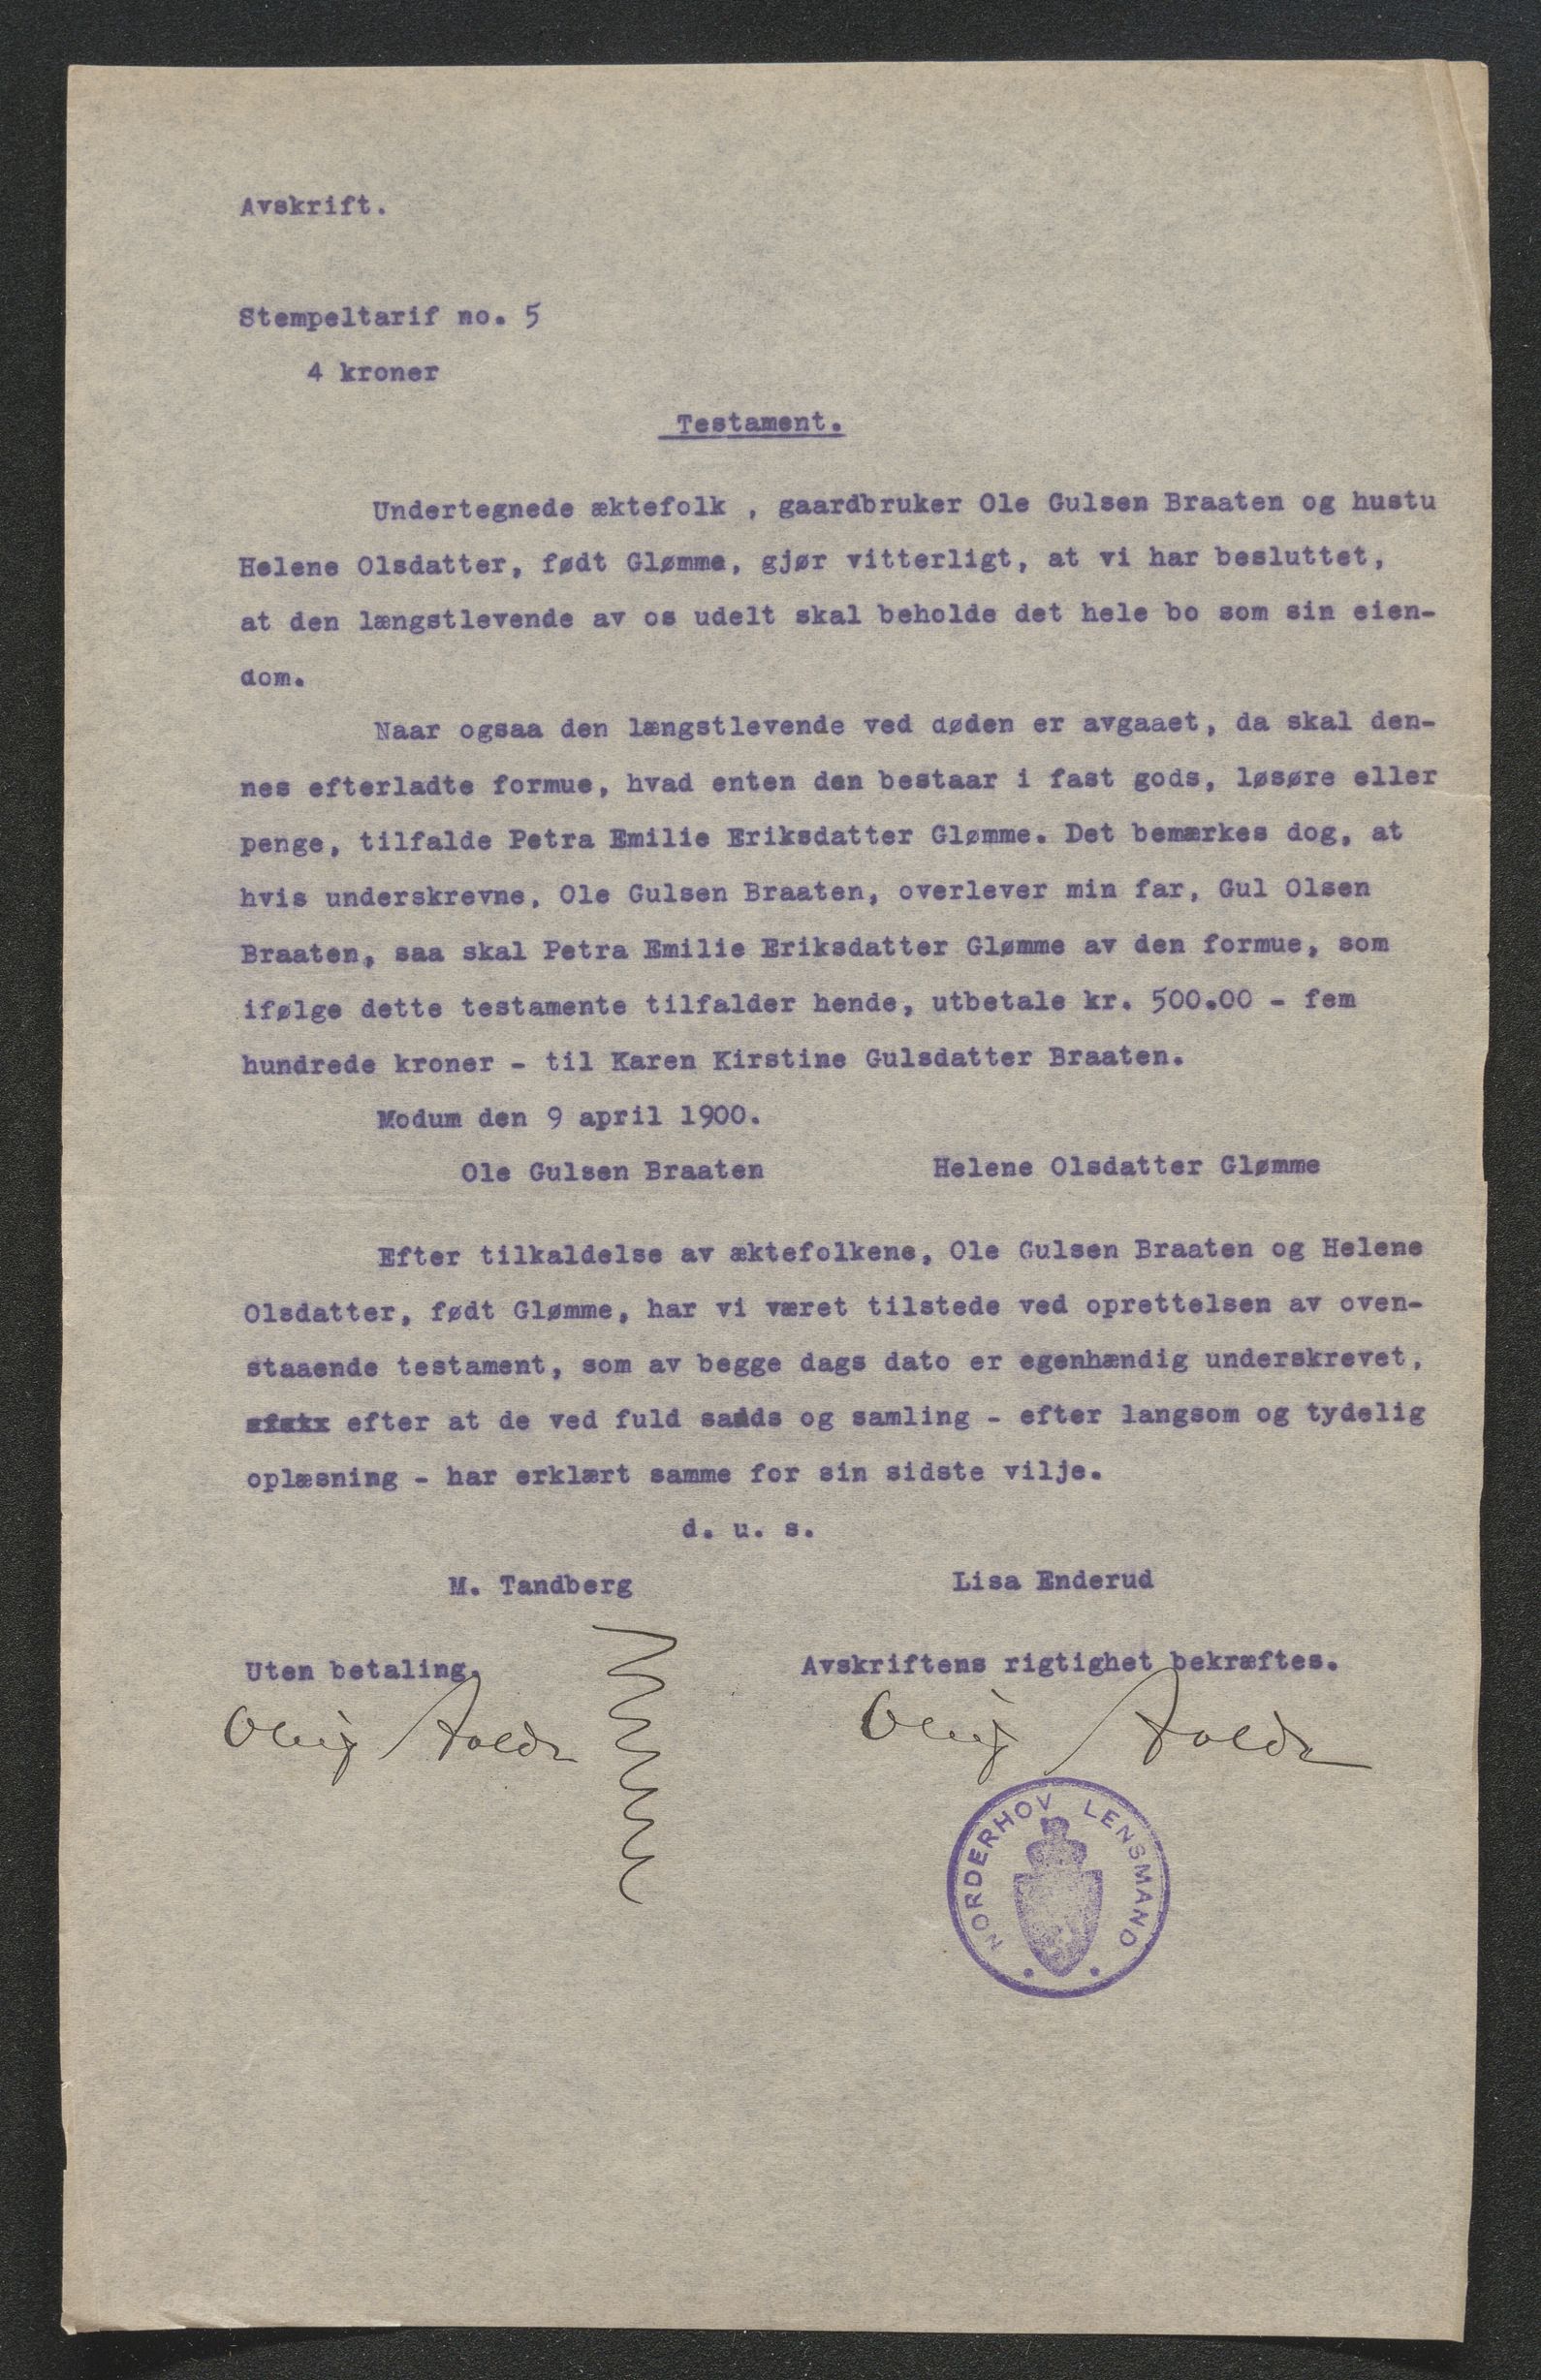 Avskrift.
Stempeltarif no. 5
4 kroner
Testament.
Undertegnede æktefolk , gaardbruker Ole Gulsen Braaten og hustu
Helene Olsdatter, født Glømme, gjør vitterligt, at vi har besluttet,
at den længstlevende av os udelt skal beholde det hele bo som sin eien-
dom.
Naar ogsaa den længstlevende ved døden er avgaaet, da skal den-
nes efterladte formue, hvad enten den bestaar i fast gods, løsøre eller
penge, tilfalde Petra Emilie Eriksdatter Glømme. Det bemærkes dog, at
hvis underskrevne, Ole Gulsen Braaten, overlever min far, Gul Olsen
Braaten, saa skal Petra Emilie Eriksdatter Glømme av den formue, som
ifølge dette testamente tilfalder hende, utbetale kr. 500.00 - fem
hundrede kroner - til Karen Kirstine Gulsdatter Braaten.
Modum den 9 april 1900.
Ole Gulsen Braaten Helene Olsdatter Glømme
Efter tilkaldelse av æktefolkene, Ole Gulsen Braaten og Helene
Olsdatter, født Glømme, har vi været tilstede ved oprettelsen av oven-
staaende testament, som av begge dags dato er egenhændig underskrevet,
efter at de ved fuld sands og samling - efter langsom og tydelig
oplæsning - har erklært samme for sin sidste vilje.
d. u. s.
M. Tandberg Lisa Enderud
Uten betaling. Avskriftens rigtighet bekræftes.
NORDERHOV LENSMAND